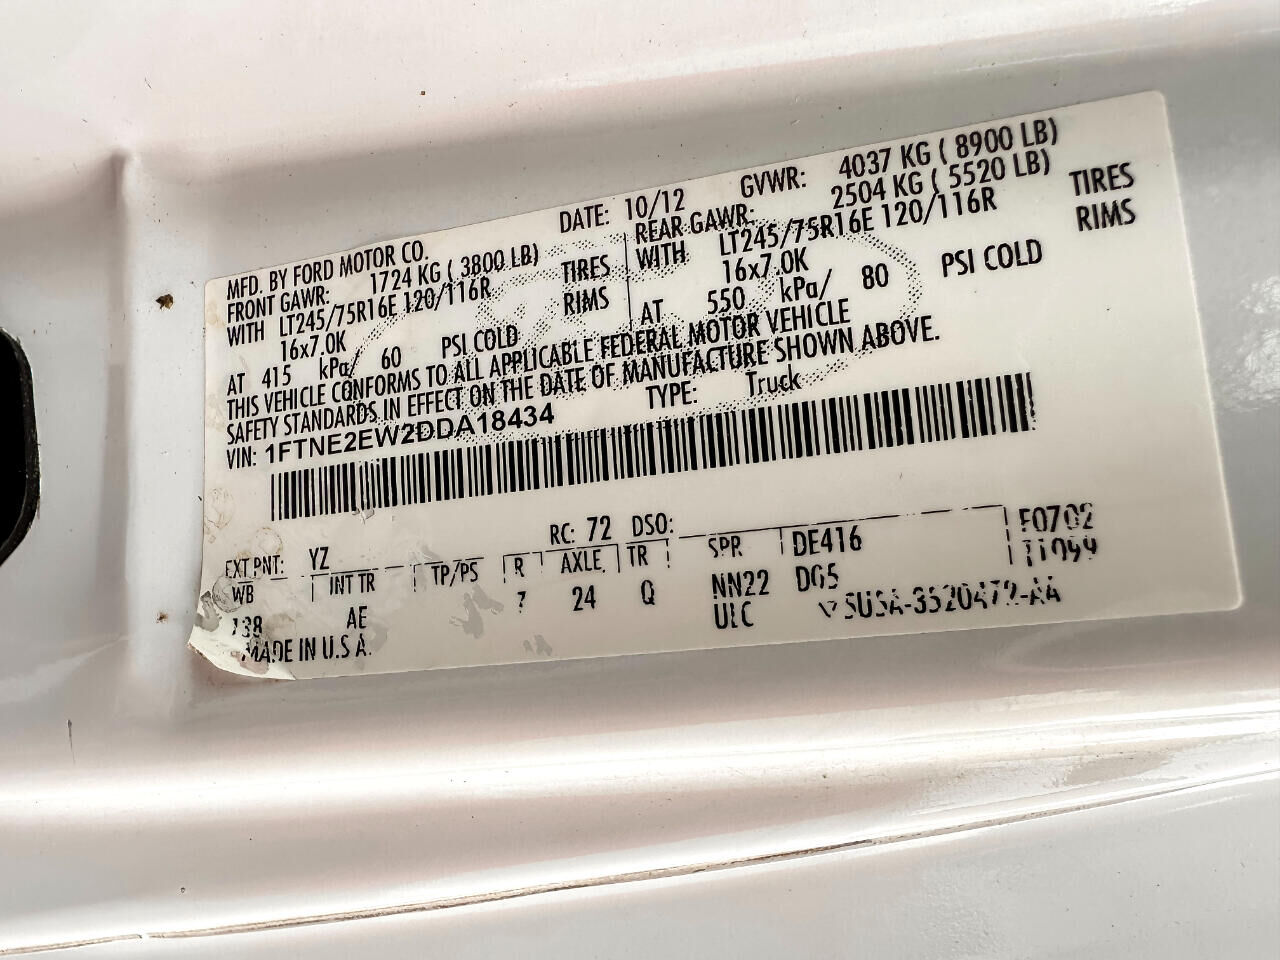 MFD. BY FORD MOTOR CO. DATE: 10/12 GVWR: 4037 KG ( 8900 LB)
FRONT GAWR: 1724 KG ( 3800 LB) REAR GAWR: 2504 KG ( 5520 LB)
WITH LT245/75R16E 120/116R TIRES WITH LT245/75R16E 120/116R TIRES
16x7.0K RIMS 16x7.0K RIMS
AT 415 kPa/ 60 PSI COLD AT 550 kPa/ 80 PSI COLD
THIS VEHICLE CONFORMS TO ALL APPLICABLE FEDERAL MOTOR VEHICLE
SAFETY STANDARDS IN EFFECT ON THE DATE OF MANUFACTURE SHOWN ABOVE.
VIN: 1FTNE2EW2DDA18434 TYPE: Truck
EXT PNT: YZ RC: 72 DSO: F0702
WB INT TR TP/PS R AXLE TR SPR DE416
138 AE 7 24 Q NN22 DG5
MADE IN U.S.A. ULC